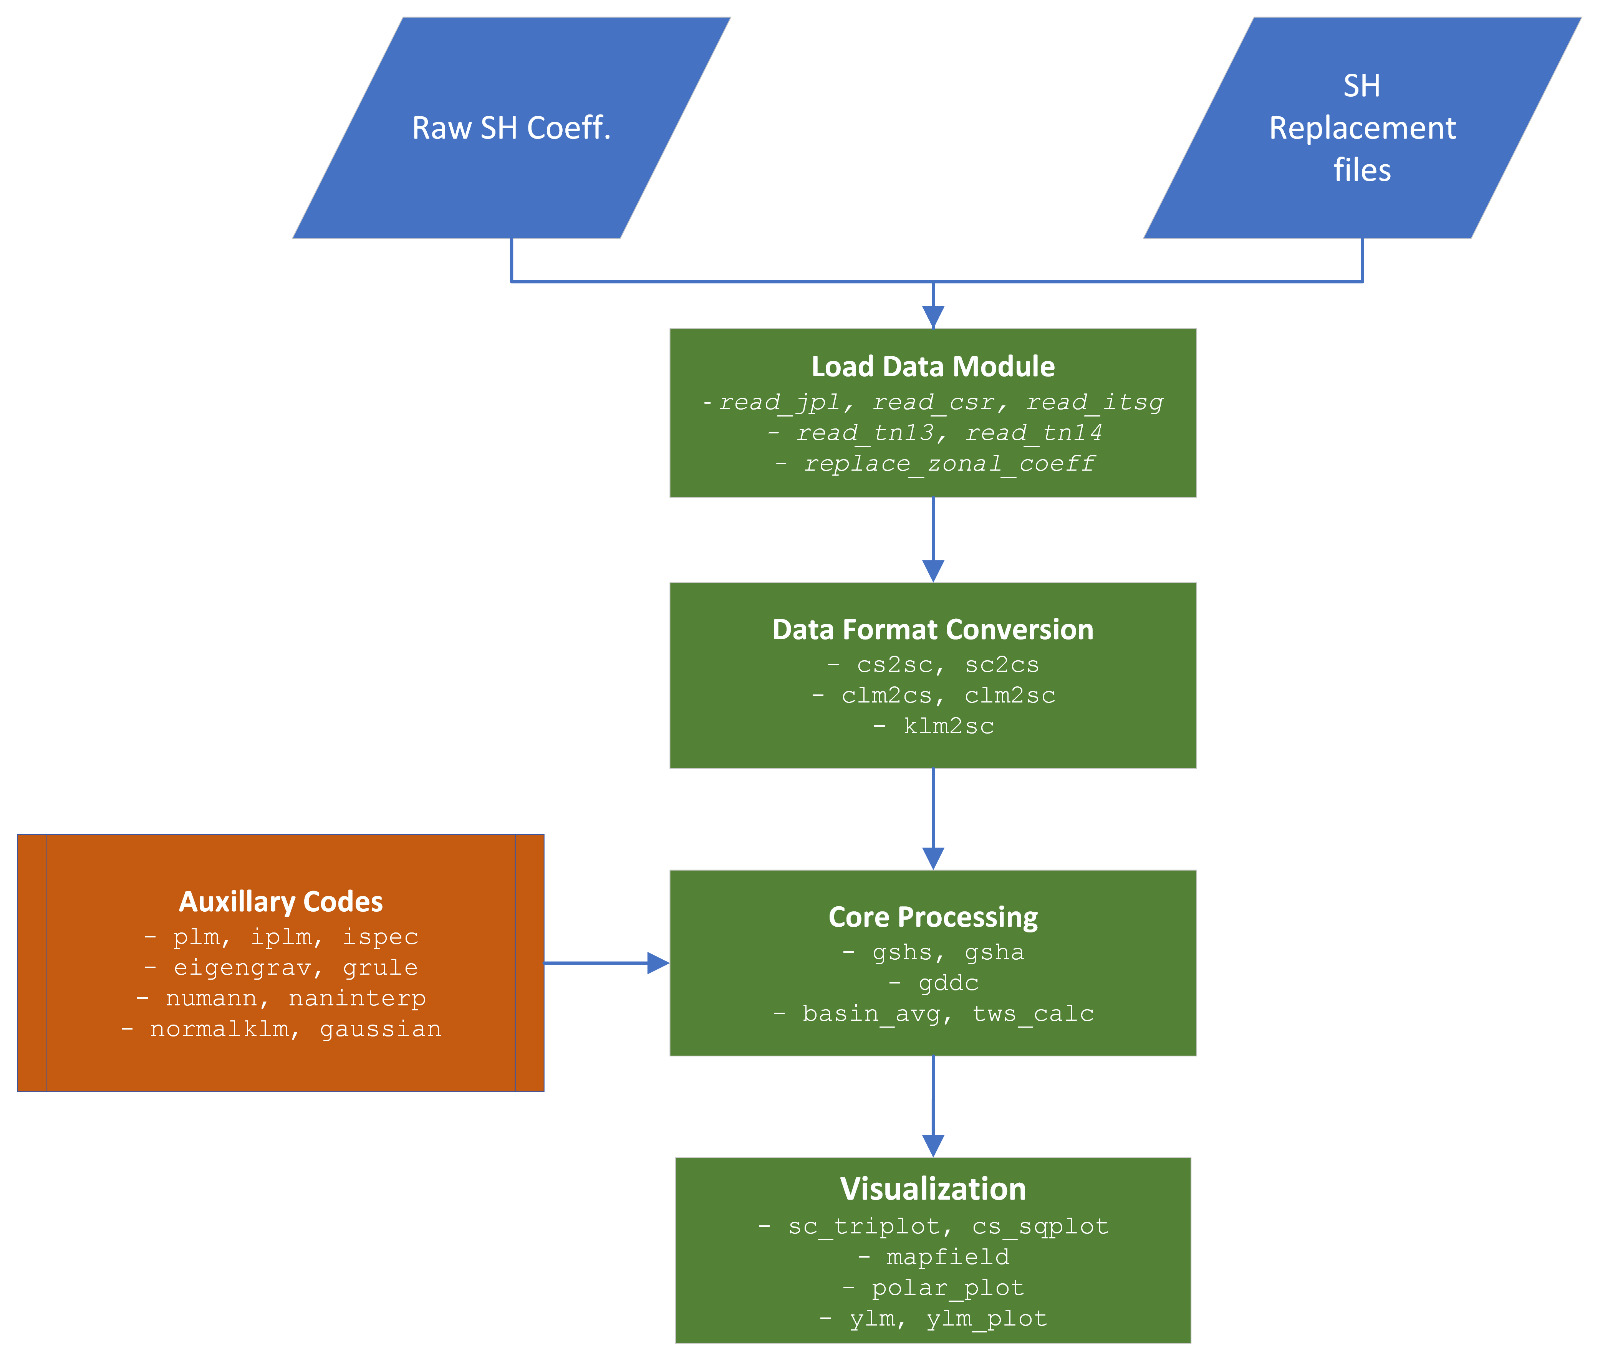 Raw SH Coeff.
SH
Replacement
files
Load Data Module
- read_jpl, read_csr, read_itsg
- read_tn13, read_tn14
- replace_zonal_coeff
Data Format Conversion
- cs2sc, sc2cs
- clm2cs, clm2sc
- klm2sc
Auxillary Codes
- plm, iplm, ispec
- eigengrav, grule
- numann, naninterp
- normalklm, gaussian
Core Processing
- gshs, gsha
- gddc
- basin_avg, tws_calc
Visualization
- sc_triplot, cs_sqplot
- mapfield
- polar_plot
- ylm, ylm_plot